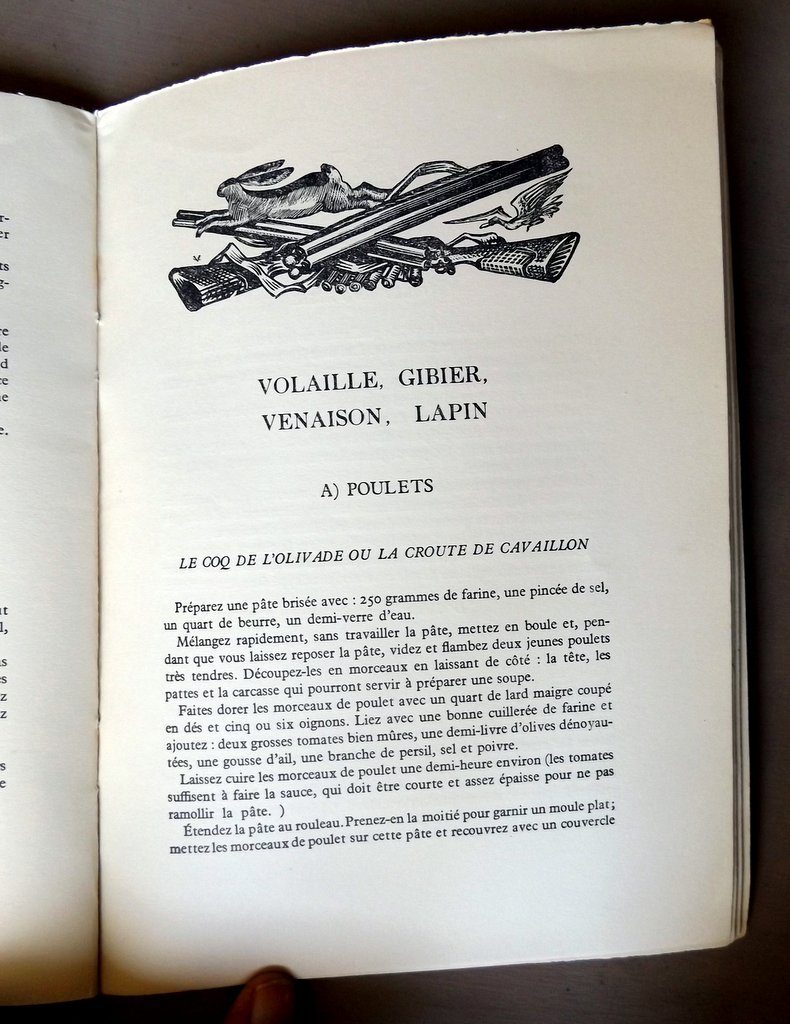 VOLAILLE, GIBIER,
VENAISON, LAPIN
A) POULETS
LE COQ DE L'OLIVADE OU LA CROUTE DE CAVAILLON
Préparez une pâte brisée avec : 250 grammes de farine, une pincée de sel,
un quart de beurre, un demi-verre d'eau.
Mélangez rapidement, sans travailler la pâte, mettez en boule et, pen-
dant que vous laissez reposer la pâte, videz et flambez deux jeunes poulets
très tendres. Découpez-les en morceaux en laissant de côté : la tête, les
pattes et la carcasse qui pourront servir à préparer une soupe.
Faites dorer les morceaux de poulet avec un quart de lard maigre coupé
en dés et cinq ou six oignons. Liez avec une bonne cuillerée de farine et
ajoutez : deux grosses tomates bien mûres, une demi-livre d'olives dénoyau-
tées, une gousse d'ail, une branche de persil, sel et poivre.
Laissez cuire les morceaux de poulet une demi-heure environ (les tomates
suffisent à faire la sauce, qui doit être courte et assez épaisse pour ne pas
ramollir la pâte. )
Étendez la pâte au rouleau. Prenez-en la moitié pour garnir un moule plat;
mettez les morceaux de poulet sur cette pâte et recouvrez avec un couvercle